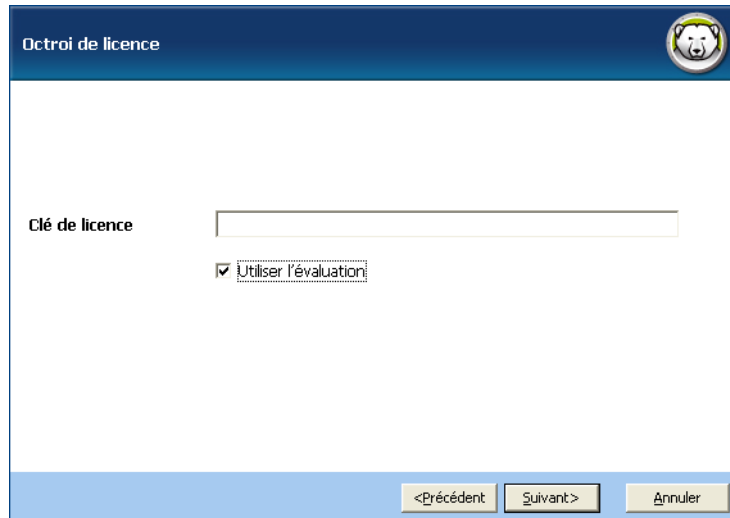 Octroi de licence
Clé de licence
Utiliser l'évaluation
<Précédent Suivant> Annuler